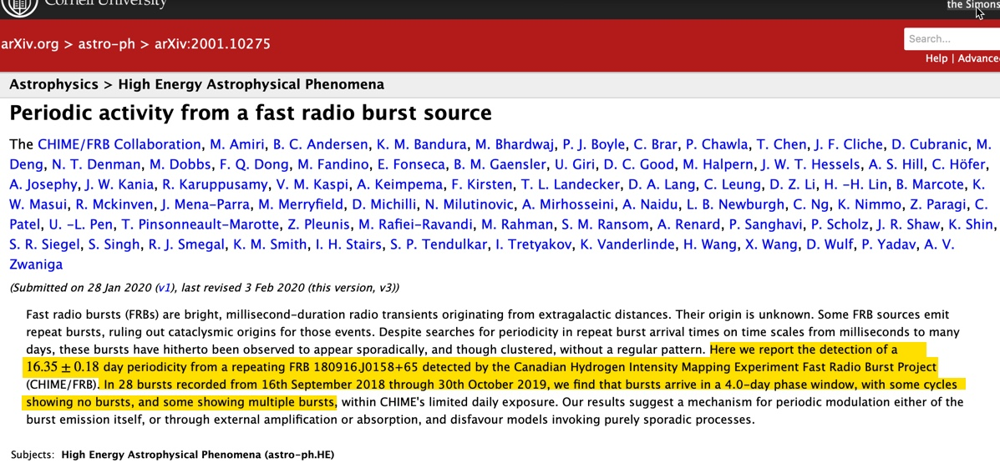 Cornell University
the Simons
arXiv.org > astro-ph > arXiv:2001.10275
Search...
Help | Advance
Astrophysics > High Energy Astrophysical Phenomena
Periodic activity from a fast radio burst source
The CHIME/FRB Collaboration, M. Amiri, B. C. Andersen, K. M. Bandura, M. Bhardwaj, P. J. Boyle, C. Brar, P. Chawla, T. Chen, J. F. Cliche, D. Cubranic, M.
Deng, N. T. Denman, M. Dobbs, F. Q. Dong, M. Fandino, E. Fonseca, B. M. Gaensler, U. Giri, D. C. Good, M. Halpern, J. W. T. Hessels, A. S. Hill, C. Höfer,
A. Josephy, J. W. Kania, R. Karuppusamy, V. M. Kaspi, A. Keimpema, F. Kirsten, T. L. Landecker, D. A. Lang, C. Leung, D. Z. Li, H. -H. Lin, B. Marcote, K.
W. Masui, R. Mckinven, J. Mena-Parra, M. Merryfield, D. Michilli, N. Milutinovic, A. Mirhosseini, A. Naidu, L. B. Newburgh, C. Ng, K. Nimmo, Z. Paragi, C.
Patel, U. -L. Pen, T. Pinsonneault-Marotte, Z. Pleunis, M. Rafiei-Ravandi, M. Rahman, S. M. Ransom, A. Renard, P. Sanghavi, P. Scholz, J. R. Shaw, K. Shin,
S. R. Siegel, S. Singh, R. J. Smegal, K. M. Smith, I. H. Stairs, S. P. Tendulkar, I. Tretyakov, K. Vanderlinde, H. Wang, X. Wang, D. Wulf, P. Yadav, A. V.
Zwaniga
(Submitted on 28 Jan 2020 (v1), last revised 3 Feb 2020 (this version, v3))
Fast radio bursts (FRBs) are bright, millisecond-duration radio transients originating from extragalactic distances. Their origin is unknown. Some FRB sources emit
repeat bursts, ruling out cataclysmic origins for those events. Despite searches for periodicity in repeat burst arrival times on time scales from milliseconds to many
days, these bursts have hitherto been observed to appear sporadically, and though clustered, without a regular pattern. Here we report the detection of a
16.35 ± 0.18 day periodicity from a repeating FRB 180916.J0158+65 detected by the Canadian Hydrogen Intensity Mapping Experiment Fast Radio Burst Project
(CHIME/FRB). In 28 bursts recorded from 16th September 2018 through 30th October 2019, we find that bursts arrive in a 4.0-day phase window, with some cycles
showing no bursts, and some showing multiple bursts, within CHIME's limited daily exposure. Our results suggest a mechanism for periodic modulation either of the
burst emission itself, or through external amplification or absorption, and disfavour models invoking purely sporadic processes.
Subjects: High Energy Astrophysical Phenomena (astro-ph.HE)